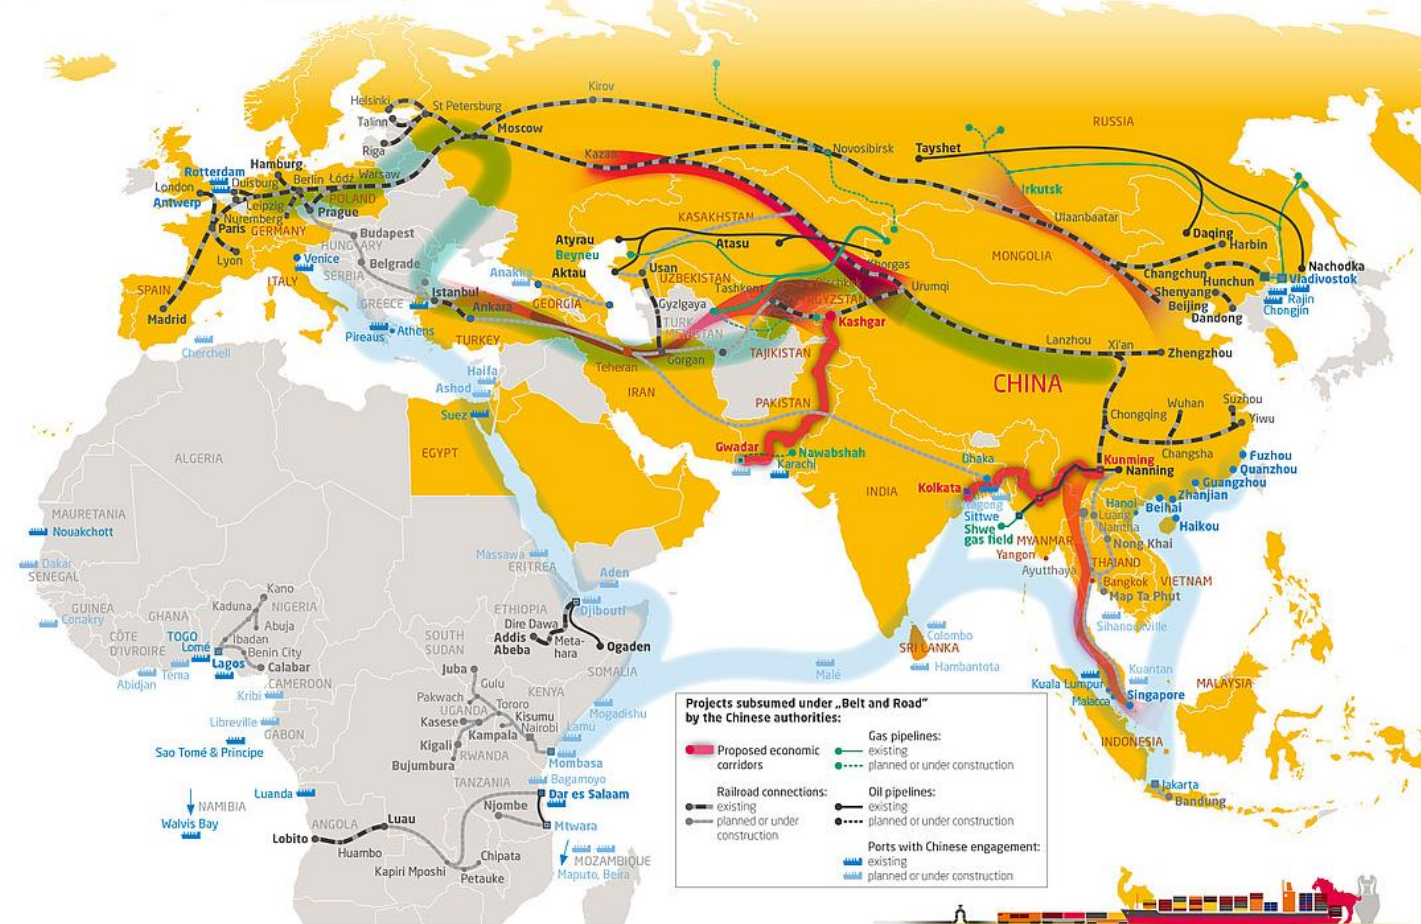 Kirov
Helsinki
St Petersburg
Talinn
Moscow
RUSSIA
Riga
Kazan
Novosibirsk
Tayshet
Hamburg
Rotterdam
London
Duisburg
Berlin
Łódź
Warsaw
Irkutsk
Antwerp
Leipzig
POLAND
Nuremberg
Prague
KASAKHSTAN
Ulaanbaatar
Paris
GERMANY
Budapest
Atyrau
Atasu
Daqing
HUNGARY
Beyneu
Harbin
Lyon
Venice
Belgrade
Aktau
Usan
Khorgas
MONGOLIA
Nachodka
SERBIA
Anaklia
UZBEKISTAN
Changchun
Hunchun
Vladivostok
ITALY
Istanbul
Tashkent
Urumqi
Shenyang
Rajin
SPAIN
GREECE
Ankara
GEORGIA
Gyzlgaya
Beijing
Chongjin
Madrid
Kashgar
Dandong
Pireaus
Athens
TURKEY
Lanzhou
Xi'an
Cherchell
Gorgan
TAJIKISTAN
Zhengzhou
Teheran
Haifa
CHINA
Ashod
IRAN
PAKISTAN
Suzhou
Wuhan
Suez
Chongqing
Yiwu
EGYPT
Gwadar
Nawabshah
Changsha
ALGERIA
Karachi
Dhaka
Kunming
Fuzhou
Nanning
Quanzhou
INDIA
Kolkata
Guangzhou
MAURETANIA
Sittwe
Hanoi
Zhanjian
Nouakchott
Shwe
gas field
Luang
Namtha
Beihai
Haikou
MYANMAR
Yangon
Nong Khai
Massawa
ERITREA
Dakar
Aden
Ayutthaya
THAILAND
SENEGAL
Bangkok
VIETNAM
Kano
Map Ta Phut
GUINEA
Kaduna
NIGERIA
ETHIOPIA
Djibouti
Conakry
GHANA
Abuja
Dire Dawa
Sihanoukville
CÔTE
D'IVROIRE
TOGO
Lomé
Ibadan
Benin City
SOUTH
SUDAN
Addis
Abeba
Meta-
hara
Ogaden
Colombo
SRI LANKA
Lagos
Calabar
Juba
SOMALIA
Malé
Hambantota
Kuantan
Abidjan
Tema
CAMEROON
Gulu
Kuala Lumpur
MALAYSIA
Kribi
Pakwach
KENYA
Singapore
UGANDA
Tororo
Malacca
Libreville
Kasese
Kisumu
Mogadishu
GABON
Kampala
Nairobi
Lamu
INDONESIA
Sao Tomé & Principe
Kigali
RWANDA
Bujumbura
Mombasa
TANZANIA
Bagamoyo
Jakarta
Luanda
Dar es Salaam
Bandung
NAMIBIA
Njombe
Walvis Bay
ANGOLA
Luau
Mtwara
Lobito
Huambo
Chipata
MOZAMBIQUE
Kapiri Mposhi
Petauke
Maputo, Beira
Projects subsumed under „Belt and Road“
by the Chinese authorities:
Proposed economic
corridors
Gas pipelines:
existing
planned or under construction
Railroad connections:
existing
planned or under
construction
Oil pipelines:
existing
planned or under construction
Ports with Chinese engagement:
existing
planned or under construction